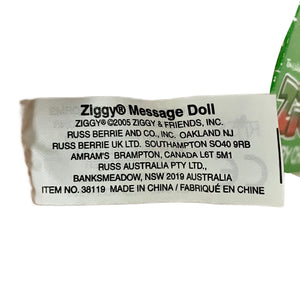 Ziggy® Message Doll
ZIGGY® ©2005 ZIGGY & FRIENDS, INC.
RUSS BERRIE AND CO., INC. OAKLAND NJ
RUSS BERRIE UK LTD. SOUTHAMPTON SO40 9RB
AMRAM'S BRAMPTON, CANADA L6T 5M1
RUSS AUSTRALIA PTY LTD.,
BANKSMEADOW, NSW 2019 AUSTRALIA
ITEM NO. 38119 MADE IN CHINA / FABRIQUÉ EN CHINE